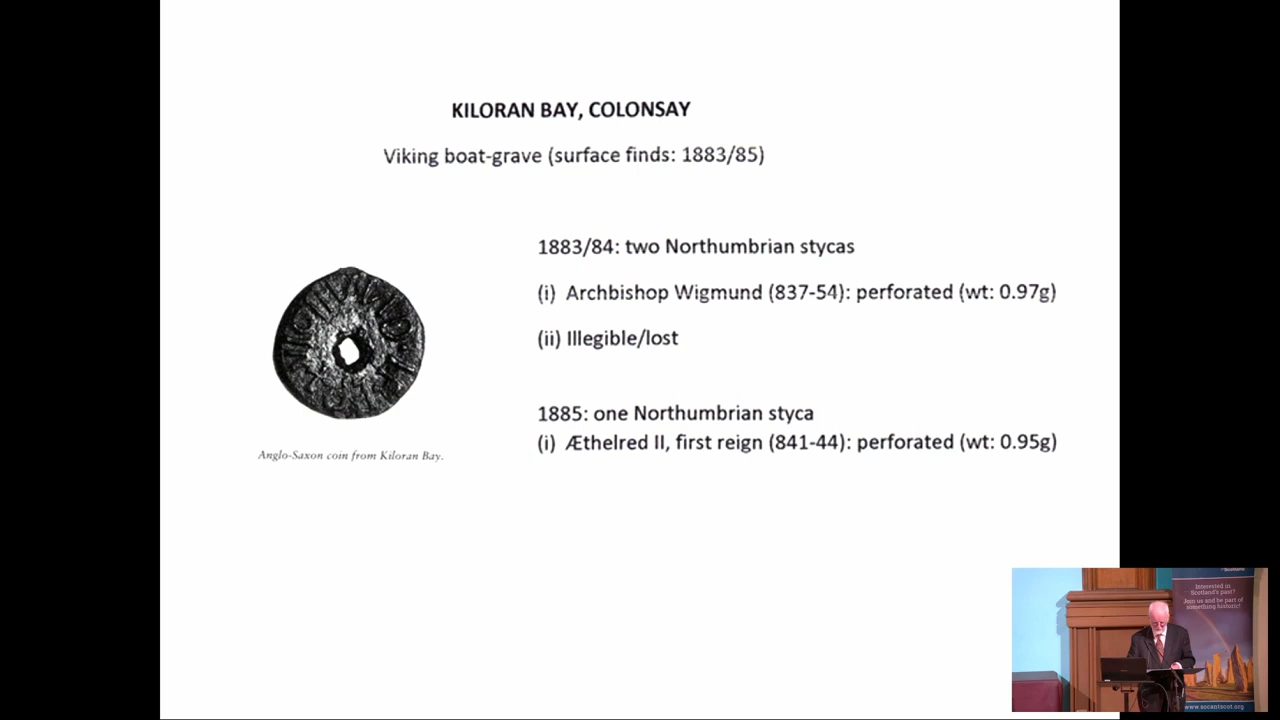 KILORAN BAY, COLONSAY
Viking boat-grave (surface finds: 1883/85)
1883/84: two Northumbrian stycas
(i) Archbishop Wigmund (837-54): perforated (wt: 0.97g)
(ii) Illegible/lost
1885: one Northumbrian styca
(i) Æthelred II, first reign (841-44): perforated (wt: 0.95g)
Anglo-Saxon coin from Kiloran Bay.
Interested in
Scotland's past?
Join us and be part of
something historic!
www.socantscot.org